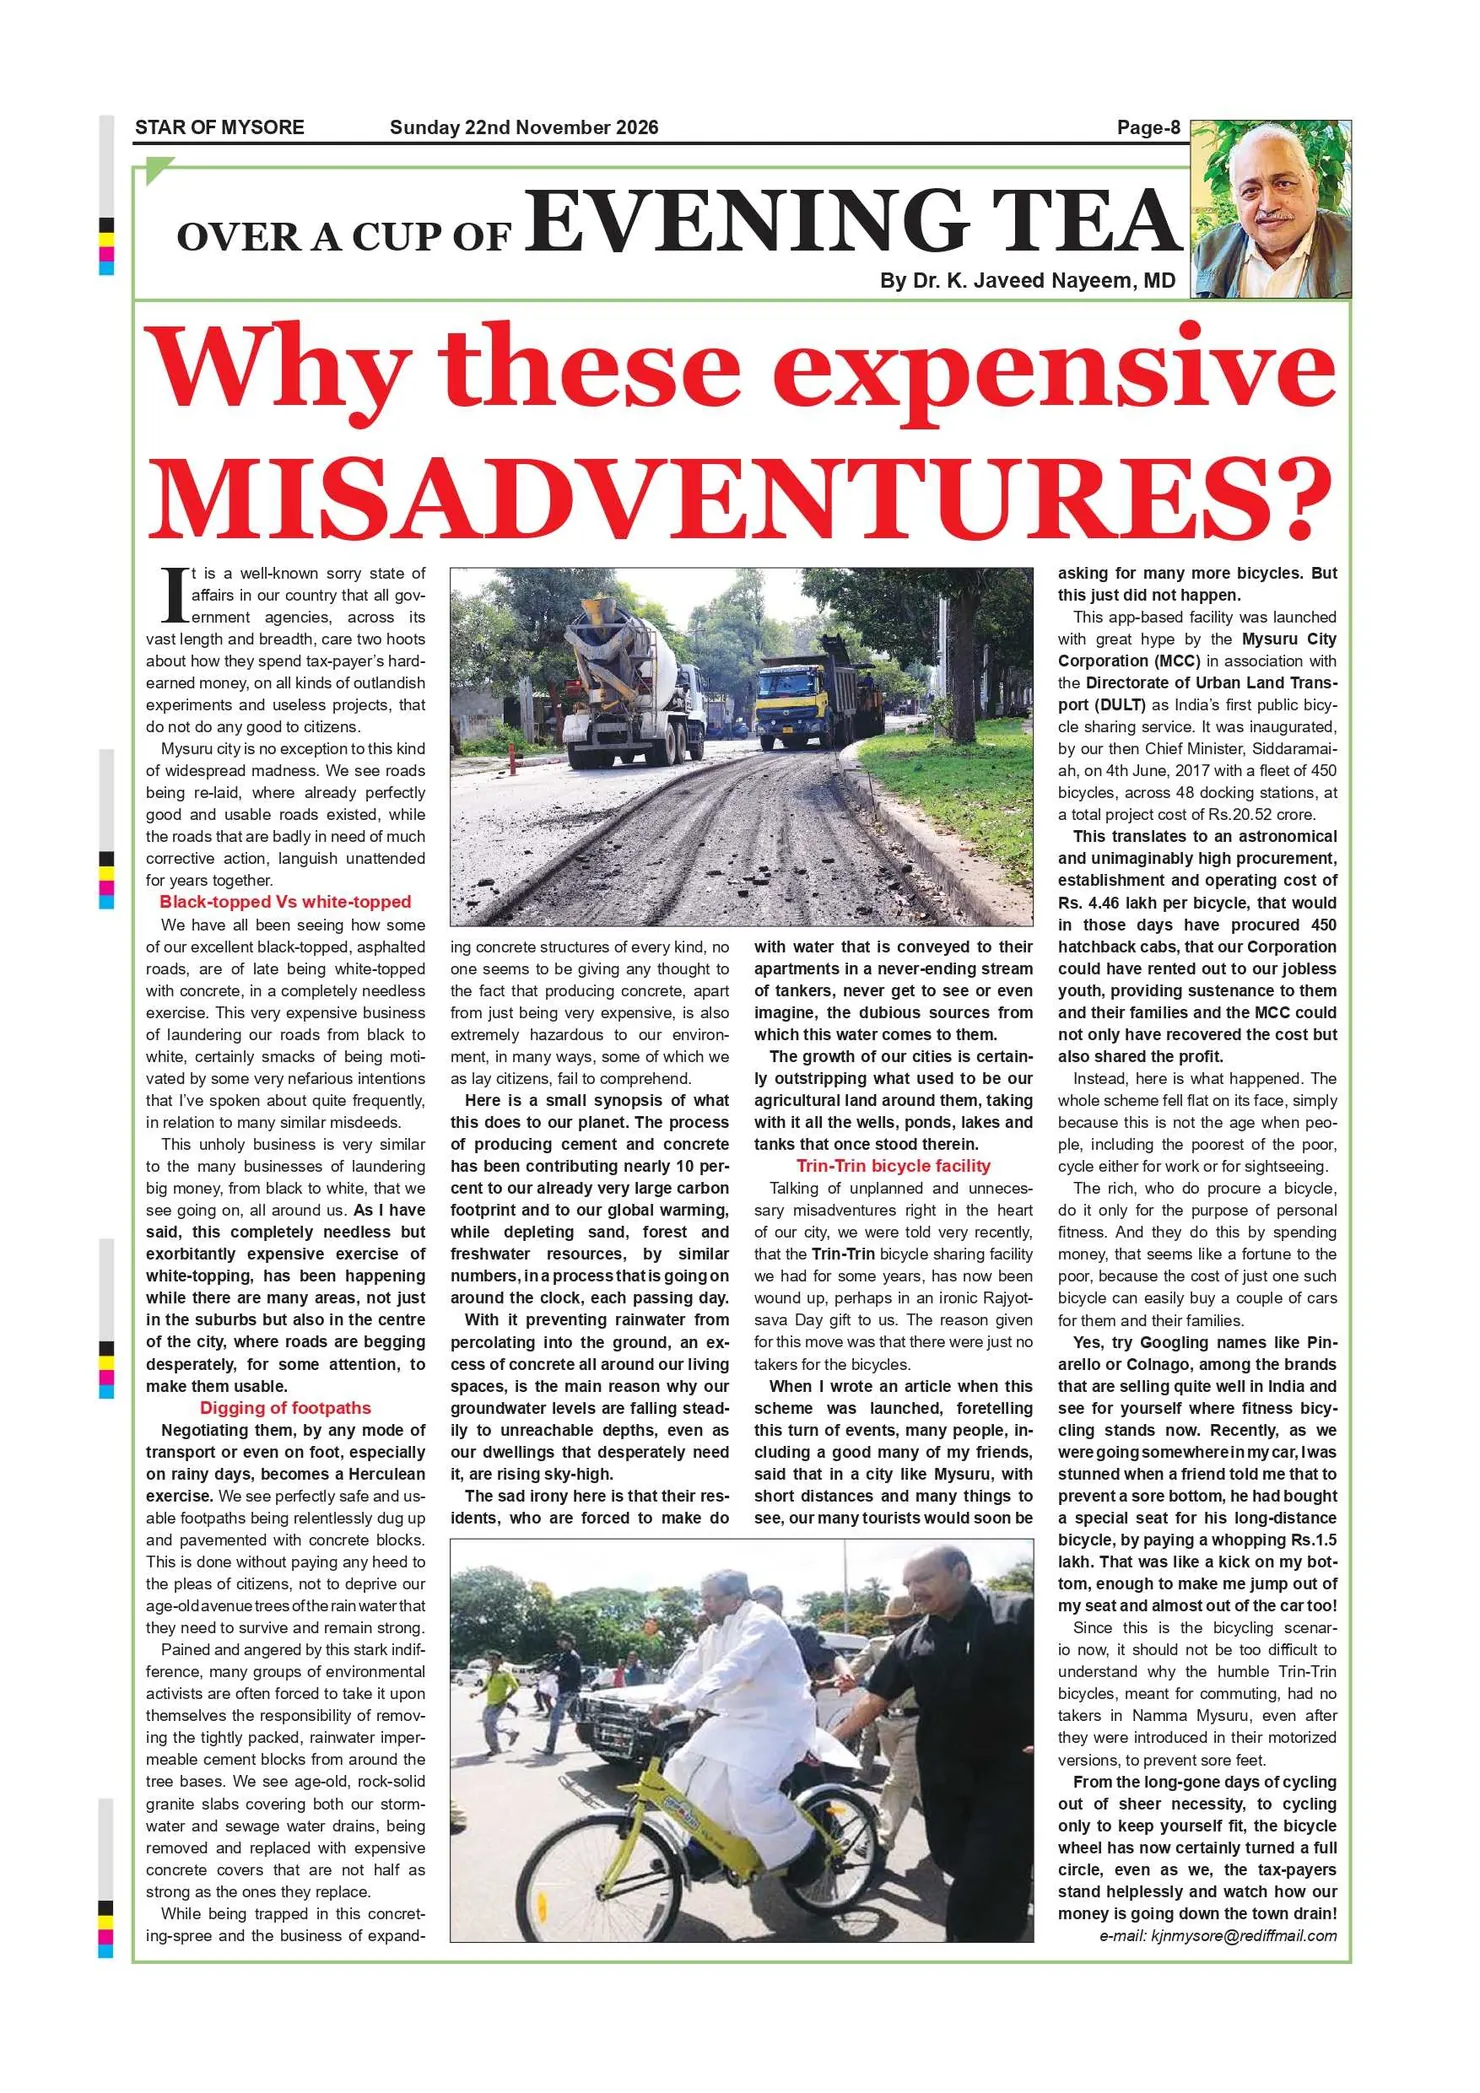 STAR OF MYSORE
Sunday 22nd November 2026
Page-8
OVER A CUP OF EVENING TEA
By Dr. K. Javeed Nayeem, MD
Why these expensive
MISADVENTURES?
It is a well-known sorry state of
affairs in our country that all gov-
ernment agencies, across its
vast length and breadth, care two hoots
about how they spend tax-payer's hard-
earned money, on all kinds of outlandish
experiments and useless projects, that
do not do any good to citizens.
Mysuru city is no exception to this kind
of widespread madness. We see roads
being re-laid, where already perfectly
good and usable roads existed, while
the roads that are badly in need of much
corrective action, languish unattended
for years together.
Black-topped Vs white-topped
We have all been seeing how some
of our excellent black-topped, asphalted
roads, are of late being white-topped
with concrete, in a completely needless
exercise. This very expensive business
of laundering our roads from black to
white, certainly smacks of being moti-
vated by some very nefarious intentions
that I've spoken about quite frequently,
in relation to many similar misdeeds.
This unholy business is very similar
to the many businesses of laundering
big money, from black to white, that we
see going on, all around us. As I have
said, this completely needless but
exorbitantly expensive exercise of
white-topping, has been happening
while there are many areas, not just
in the suburbs but also in the centre
of the city, where roads are begging
desperately, for some attention, to
make them usable.
Digging of footpaths
Negotiating them, by any mode of
transport or even on foot, especially
on rainy days, becomes a Herculean
exercise. We see perfectly safe and us-
able footpaths being relentlessly dug up
and pavemented with concrete blocks.
This is done without paying any heed to
the pleas of citizens, not to deprive our
age-old avenue trees of the rain water that
they need to survive and remain strong.
Pained and angered by this stark indif-
ference, many groups of environmental
activists are often forced to take it upon
themselves the responsibility of remov-
ing the tightly packed, rainwater imper-
meable cement blocks from around the
tree bases. We see age-old, rock-solid
granite slabs covering both our storm-
water and sewage water drains, being
removed and replaced with expensive
concrete covers that are not half as
strong as the ones they replace.
While being trapped in this concret-
ing-spree and the business of expand-
ing concrete structures of every kind, no
one seems to be giving any thought to
the fact that producing concrete, apart
from just being very expensive, is also
extremely hazardous to our environ-
ment, in many ways, some of which we
as lay citizens, fail to comprehend.
Here is a small synopsis of what
this does to our planet. The process
of producing cement and concrete
has been contributing nearly 10 per-
cent to our already very large carbon
footprint and to our global warming,
while depleting sand, forest and
freshwater resources, by similar
numbers, in a process that is going on
around the clock, each passing day.
With it preventing rainwater from
percolating into the ground, an ex-
cess of concrete all around our living
spaces, is the main reason why our
groundwater levels are falling stead-
ily to unreachable depths, even as
our dwellings that desperately need
it, are rising sky-high.
The sad irony here is that their res-
idents, who are forced to make do
with water that is conveyed to their
apartments in a never-ending stream
of tankers, never get to see or even
imagine, the dubious sources from
which this water comes to them.
The growth of our cities is certain-
ly outstripping what used to be our
agricultural land around them, taking
with it all the wells, ponds, lakes and
tanks that once stood therein.
Trin-Trin bicycle facility
Talking of unplanned and unneces-
sary misadventures right in the heart
of our city, we were told very recently,
that the Trin-Trin bicycle sharing facility
we had for some years, has now been
wound up, perhaps in an ironic Rajyot-
sava Day gift to us. The reason given
for this move was that there were just no
takers for the bicycles.
When I wrote an article when this
scheme was launched, foretelling
this turn of events, many people, in-
cluding a good many of my friends,
said that in a city like Mysuru, with
short distances and many things to
see, our many tourists would soon be
asking for many more bicycles. But
this just did not happen.
This app-based facility was launched
with great hype by the Mysuru City
Corporation (MCC) in association with
the Directorate of Urban Land Trans-
port (DULT) as India's first public bicy-
cle sharing service. It was inaugurated,
by our then Chief Minister, Siddaramai-
ah, on 4th June, 2017 with a fleet of 450
bicycles, across 48 docking stations, at
a total project cost of Rs.20.52 crore.
This translates to an astronomical
and unimaginably high procurement,
establishment and operating cost of
Rs. 4.46 lakh per bicycle, that would
in those days have procured 450
hatchback cabs, that our Corporation
could have rented out to our jobless
youth, providing sustenance to them
and their families and the MCC could
not only have recovered the cost but
also shared the profit.
Instead, here is what happened. The
whole scheme fell flat on its face, simply
because this is not the age when peo-
ple, including the poorest of the poor,
cycle either for work or for sightseeing.
The rich, who do procure a bicycle,
do it only for the purpose of personal
fitness. And they do this by spending
money, that seems like a fortune to the
poor, because the cost of just one such
bicycle can easily buy a couple of cars
for them and their families.
Yes, try Googling names like Pin-
arello or Colnago, among the brands
that are selling quite well in India and
see for yourself where fitness bicy-
cling stands now. Recently, as we
were going somewhere in my car, I was
stunned when a friend told me that to
prevent a sore bottom, he had bought
a special seat for his long-distance
bicycle, by paying a whopping Rs.1.5
lakh. That was like a kick on my bot-
tom, enough to make me jump out of
my seat and almost out of the car too!
Since this is the bicycling scenar-
io now, it should not be too difficult to
understand why the humble Trin-Trin
bicycles, meant for commuting, had no
takers in Namma Mysuru, even after
they were introduced in their motorized
versions, to prevent sore feet.
From the long-gone days of cycling
out of sheer necessity, to cycling
only to keep yourself fit, the bicycle
wheel has now certainly turned a full
circle, even as we, the tax-payers
stand helplessly and watch how our
money is going down the town drain!
e-mail: kjnmysore@rediffmail.com